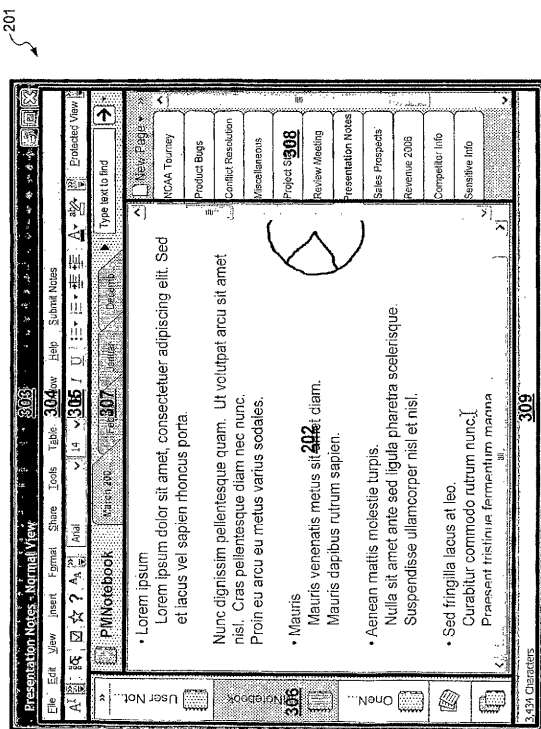 201
Presentation Notes - Normal View
303
File Edit View Insert Format Share Tools Table Help Submit Notes
304
Arial 14 I U Protected View
305
PMNotebook March 200 Type text to find
307
User Not...
Notebook
306
OneN...
• Lorem ipsum
Lorem ipsum dolor sit amet, consectetuer adipiscing elit. Sed
et lacus vel sapien rhoncus porta.
Nunc dignissim pellentesque quam. Ut volutpat arcu sit amet
nisl. Cras pellentesque diam nec nunc.
Proin eu arcu eu metus varius sodales.
• Mauris
Mauris venenatis metus sit amet diam.
202
Mauris dapibus rutrum sapien.
• Aenean mattis molestie turpis.
Nulla sit amet ante sed ligula pharetra scelerisque.
Suspendisse ullamcorper nisl et nisl.
• Sed fringilla lacus at leo.
Curabitur commodo rutrum nunc.
Praesent tristique fermentum magna
New Page
NCAA Tourney
Product Bugs
Conflict Resolution
Miscellaneous
Project
308
Review Meeting
Presentation Notes
Sales Prospects
Revenue 2006
Competitor Info
Sensitive Info
3,434 Characters
309